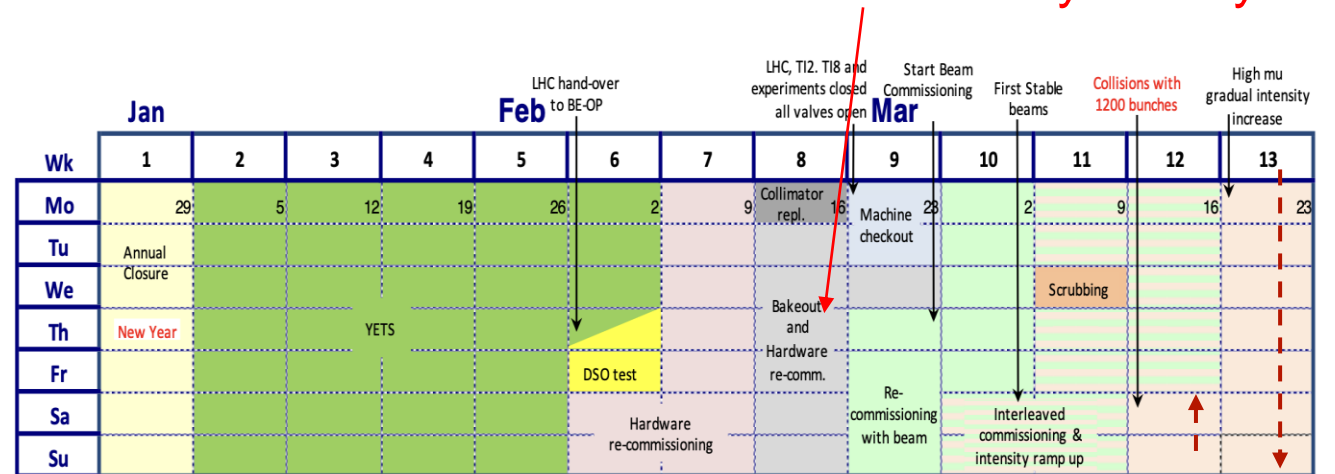 LHC hand-over
to BE-OP
LHC, TI2. TI8 and
experiments closed
all valves open
Start Beam
Commissioning
First Stable
beams
Collisions with
1200 bunches
High mu
gradual intensity
increase
Jan Feb Mar
Wk 1 2 3 4 5 6 7 8 9 10 11 12 13
Mo 29 5 12 19 26 2 9 Collimator repl. 16 23 2 9 16 23
Tu
We
Th
Fr
Sa
Su
Annual
Closure
New Year
YETS
DSO test
Hardware
re-commissioning
Bakeout
and
Hardware
re-comm.
Machine
checkout
Re-
commissioning
with beam
Interleaved
commissioning &
intensity ramp up
Scrubbing